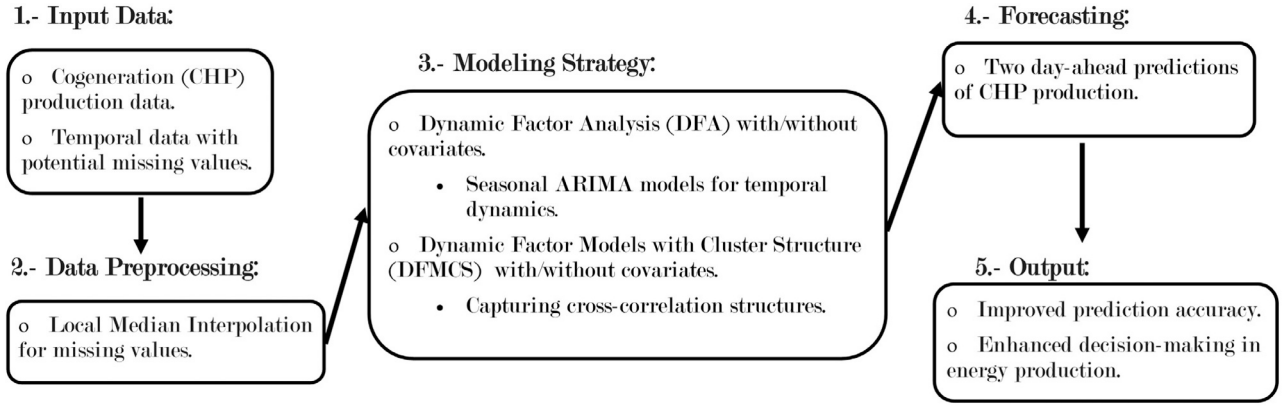 1.- Input Data:
o Cogeneration (CHP)
production data.
o Temporal data with
potential missing values.
2.- Data Preprocessing:
o Local Median Interpolation
for missing values.
3.- Modeling Strategy:
o Dynamic Factor Analysis (DFA) with/without
covariates.
• Seasonal ARIMA models for temporal
dynamics.
o Dynamic Factor Models with Cluster Structure
(DFMCS) with/without covariates.
• Capturing cross-correlation structures.
4.- Forecasting:
o Two day-ahead predictions
of CHP production.
5.- Output:
o Improved prediction accuracy.
o Enhanced decision-making in
energy production.